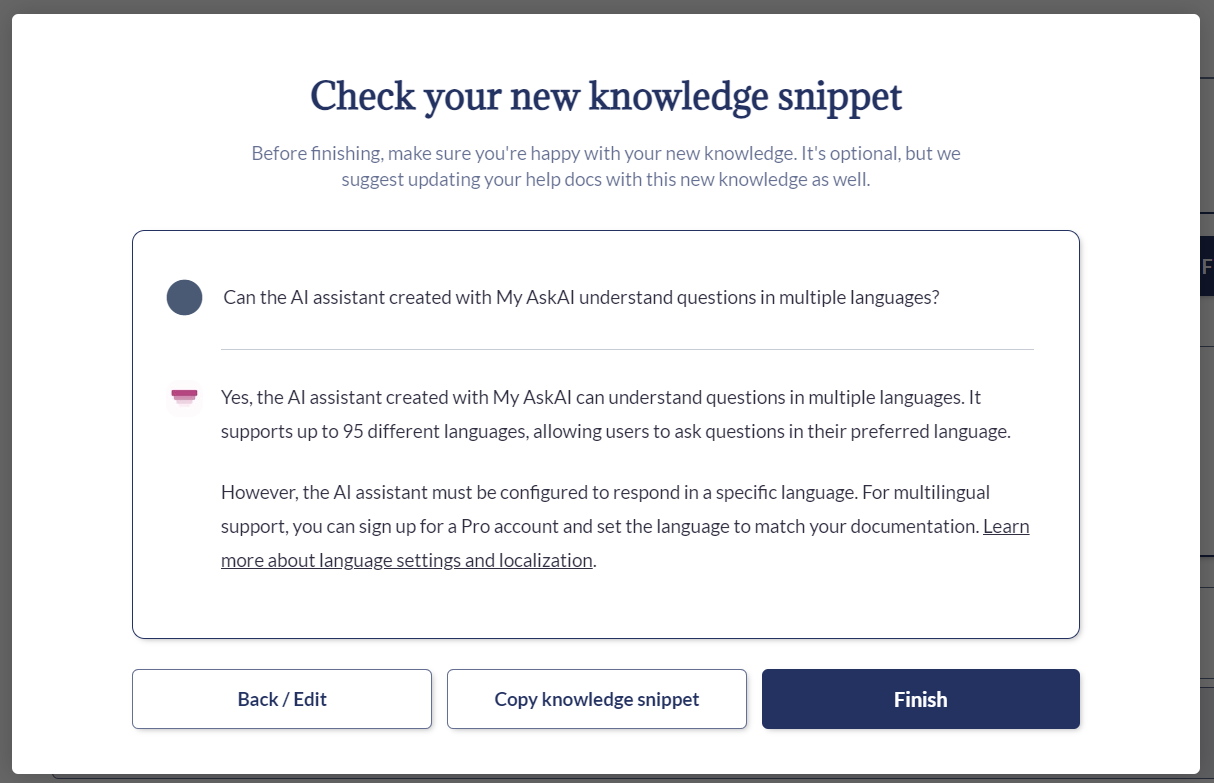 Check your new knowledge snippet
Before finishing, make sure you're happy with your new knowledge. It's optional, but we
suggest updating your help docs with this new knowledge as well.
Can the AI assistant created with My AskAI understand questions in multiple languages?
Yes, the AI assistant created with My AskAI can understand questions in multiple languages. It
supports up to 95 different languages, allowing users to ask questions in their preferred language.
However, the AI assistant must be configured to respond in a specific language. For multilingual
support, you can sign up for a Pro account and set the language to match your documentation. Learn
more about language settings and localization.
Back / Edit
Copy knowledge snippet
Finish